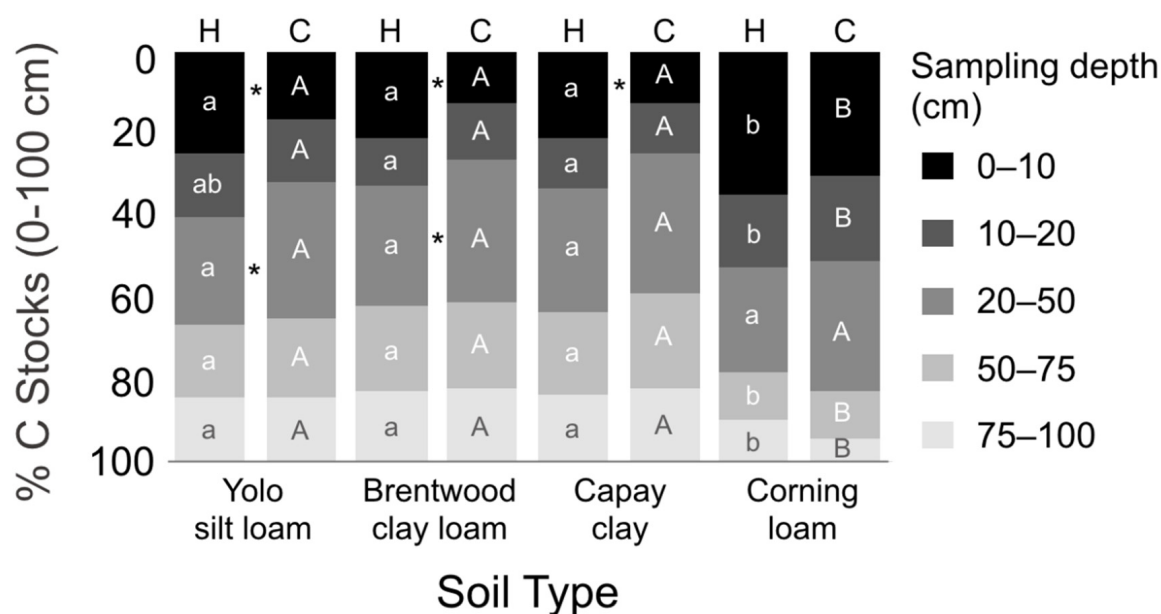 H C H C H C H C
0
20
40
60
80
100
% C Stocks (0-100 cm)
a * A a * A a * A b B
ab A a A a A b B
a * A a * A a A a A
a A a A a A b B
a A a A a A b B
Yolo
silt loam
Brentwood
clay loam
Capay
clay
Corning
loam
Soil Type
Sampling depth
(cm)
0–10
10–20
20–50
50–75
75–100